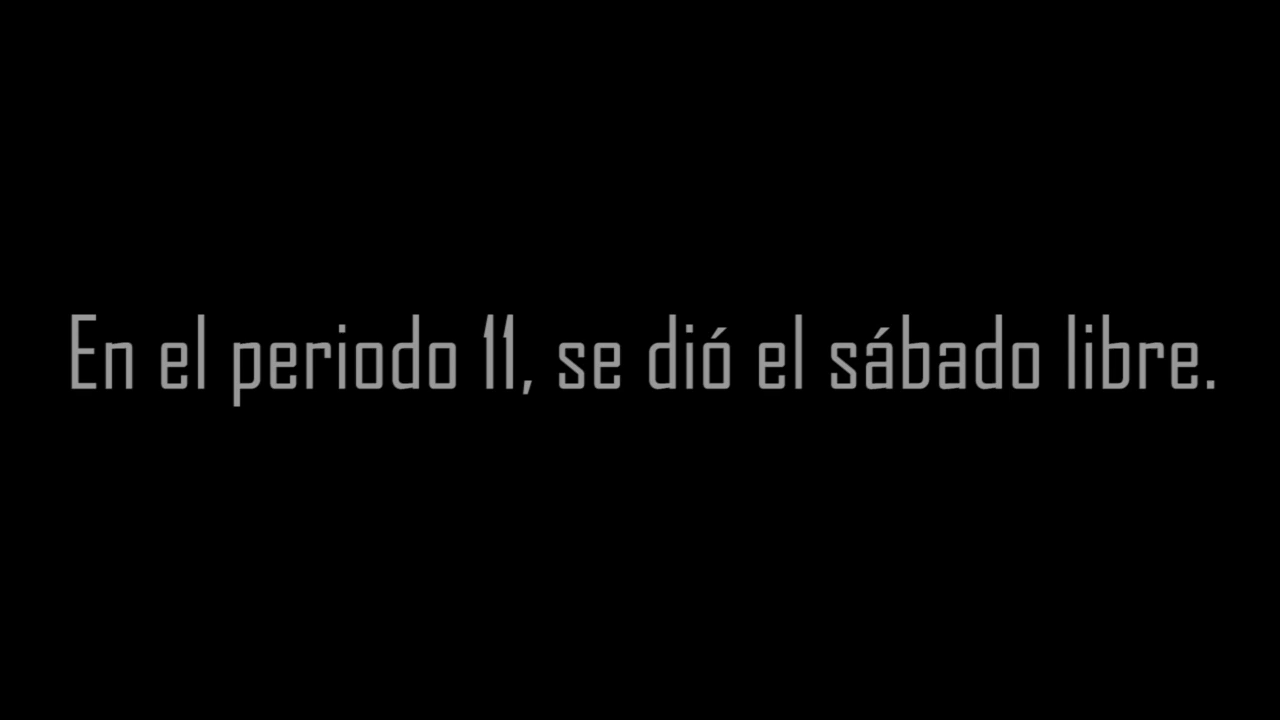 En el periodo 11, se dió el sábado libre.